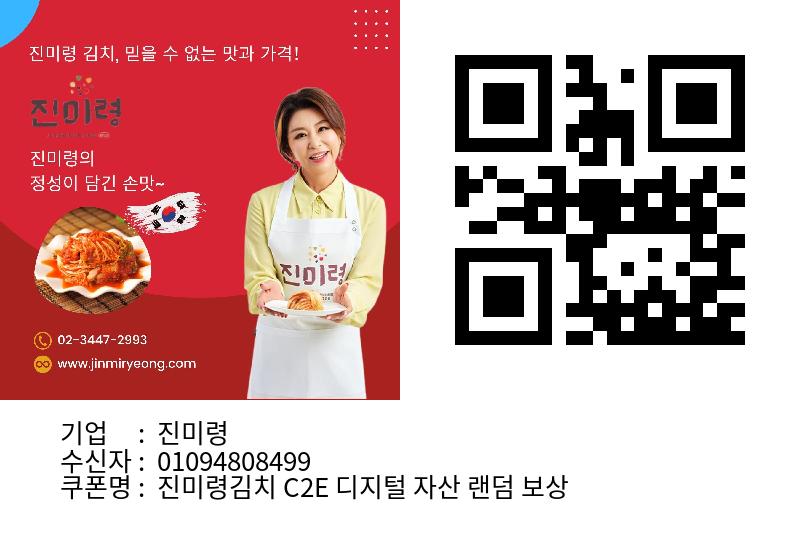 진미령 김치, 믿을 수 없는 맛과 가격!
진미령
진미령의
정성이 담긴 손맛~
진미령
02-3447-2993
www.jinmiryeong.com
기업 : 진미령
수신자 : 01094808499
쿠폰명 : 진미령김치 C2E 디지털 자산 랜덤 보상